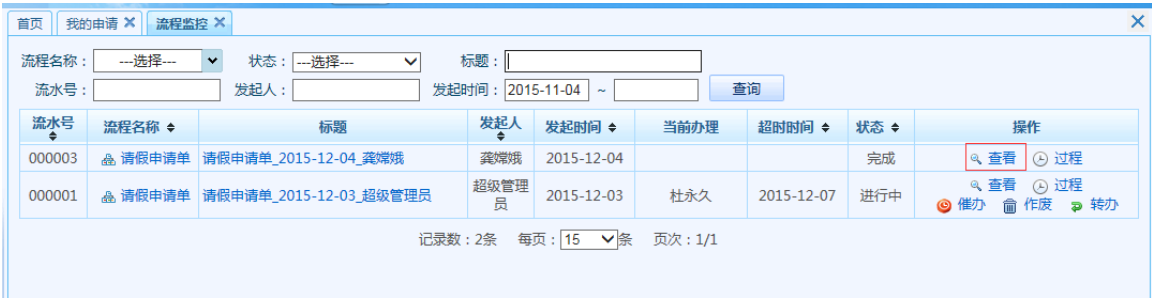 首页 我的申请 流程监控
流程名称： ---选择--- 状态： ---选择--- 标题：
流水号： 发起人： 发起时间： 2015-11-04 ~ 查询
流水号 流程名称 标题 发起人 发起时间 当前办理 超时时间 状态 操作
000003 请假申请单 请假申请单_2015-12-04_龚嫦娥 龚嫦娥 2015-12-04 完成 查看 过程
000001 请假申请单 请假申请单_2015-12-03_超级管理员 超级管理员 2015-12-03 杜永久 2015-12-07 进行中 查看 过程
催办 作废 转办
记录数：2条 每页：15 条 页次：1/1